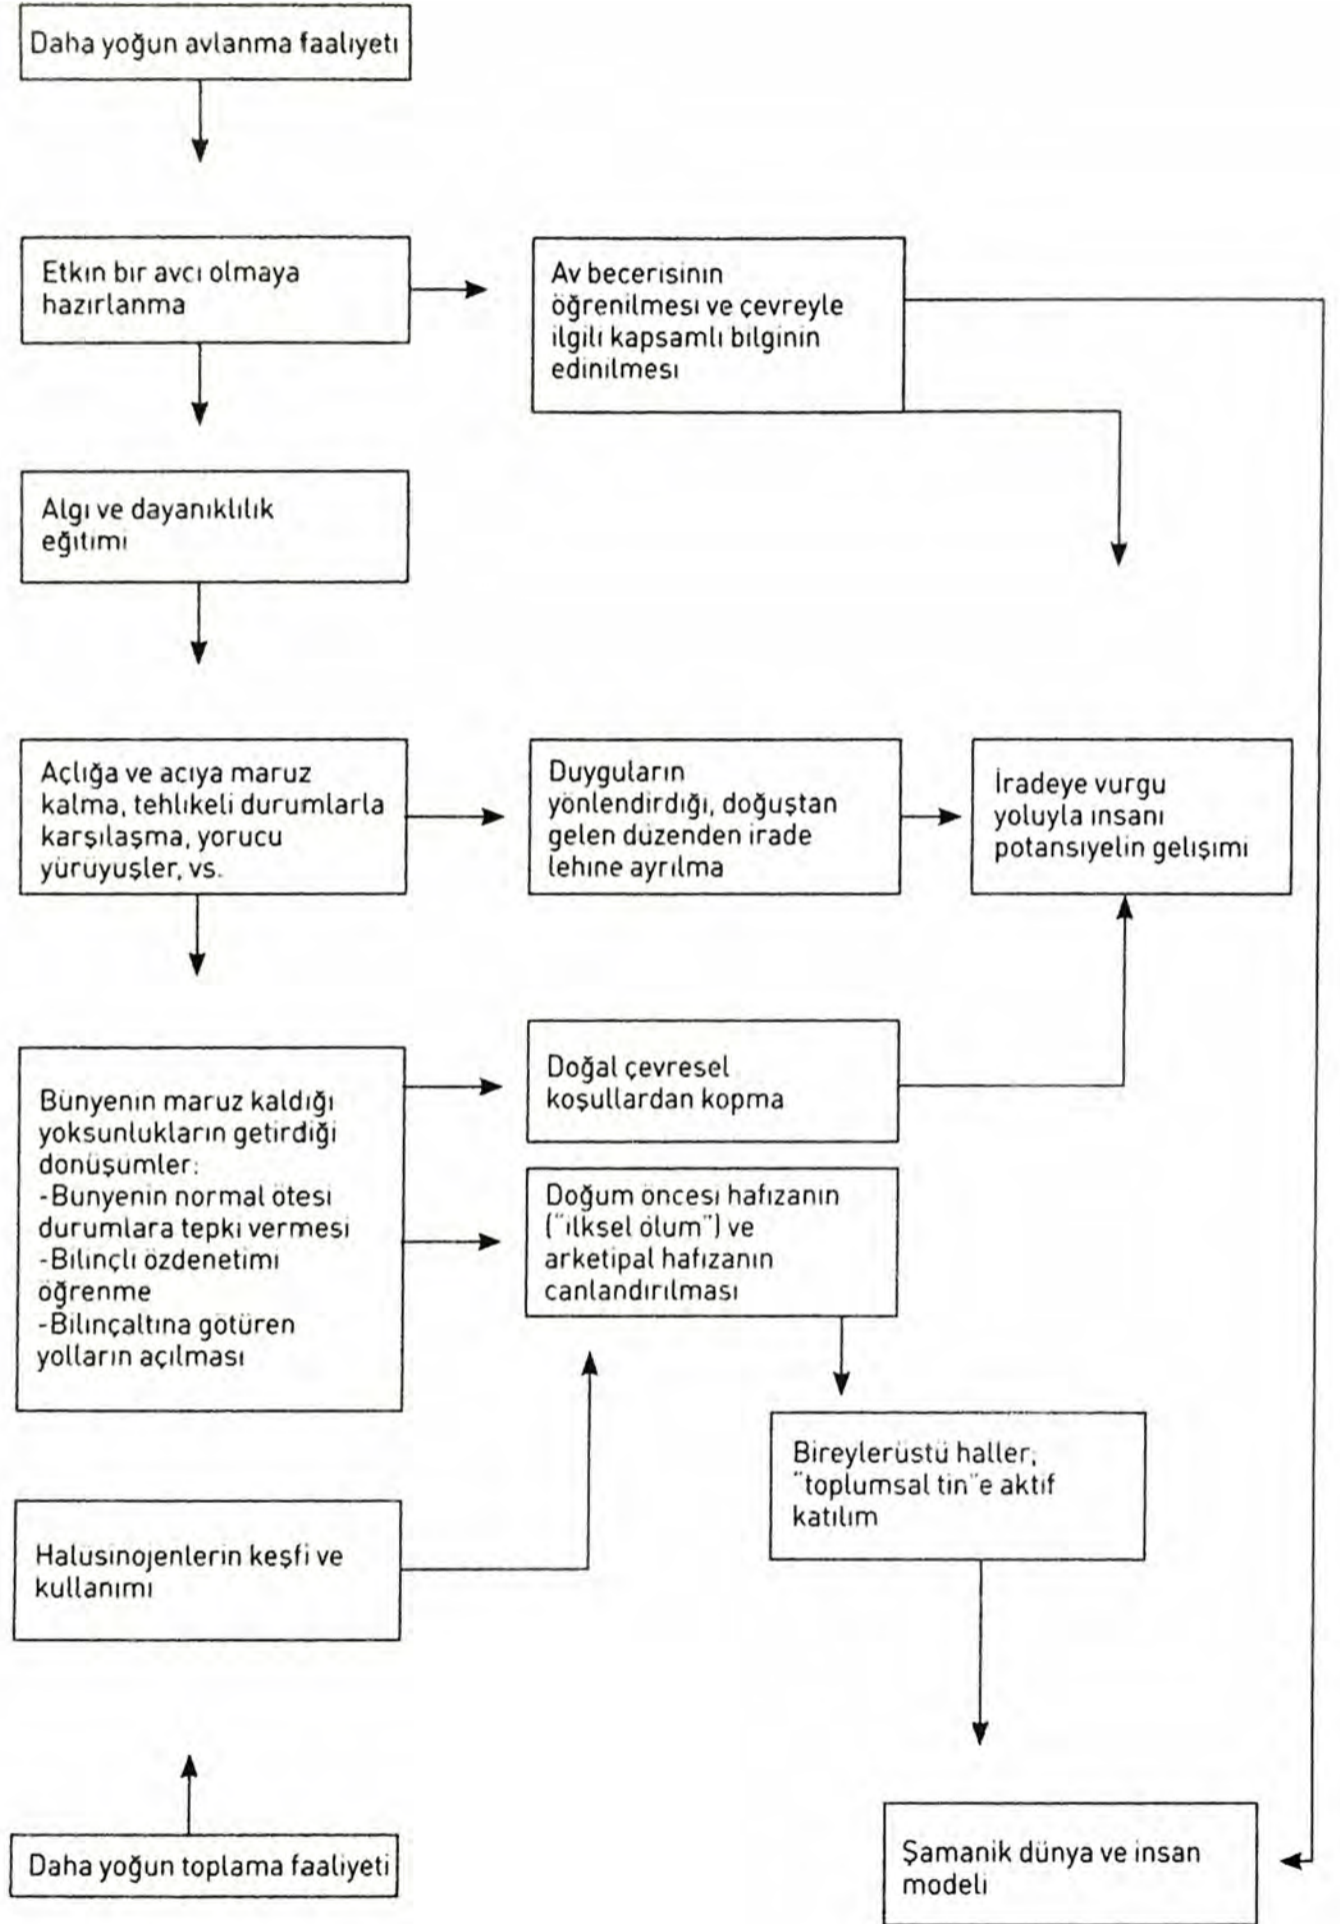 Daha yoğun avlanma faaliyeti
Etkin bir avcı olmaya
hazırlanma
Av becerisinin
öğrenilmesi ve çevreyle
ilgili kapsamlı bilginin
edinilmesi
Algı ve dayanıklılık
eğitimi
Açlığa ve acıya maruz
kalma, tehlikeli durumlarla
karşılaşma, yorucu
yürüyüşler, vs.
Duyguların
yönlendirdiği, doğuştan
gelen düzenden irade
lehine ayrılma
İradeye vurgu
yoluyla insani
potansiyelin gelişimi
Bünyenin maruz kaldığı
yoksunlukların getirdiği
dönüşümler:
-Bünyenin normal ötesi
durumlara tepki vermesi
-Bilinçli özdenetimi
öğrenme
-Bilinçaltına götüren
yolların açılması
Doğal çevresel
koşullardan kopma
Doğum öncesi hafızanın
("ilksel ölüm") ve
arketipal hafızanın
canlandırılması
Bireylerüstü haller;
"toplumsal tin"e aktif
katılım
Halüsinojenlerin keşfi ve
kullanımı
Daha yoğun toplama faaliyeti
Şamanik dünya ve insan
modeli